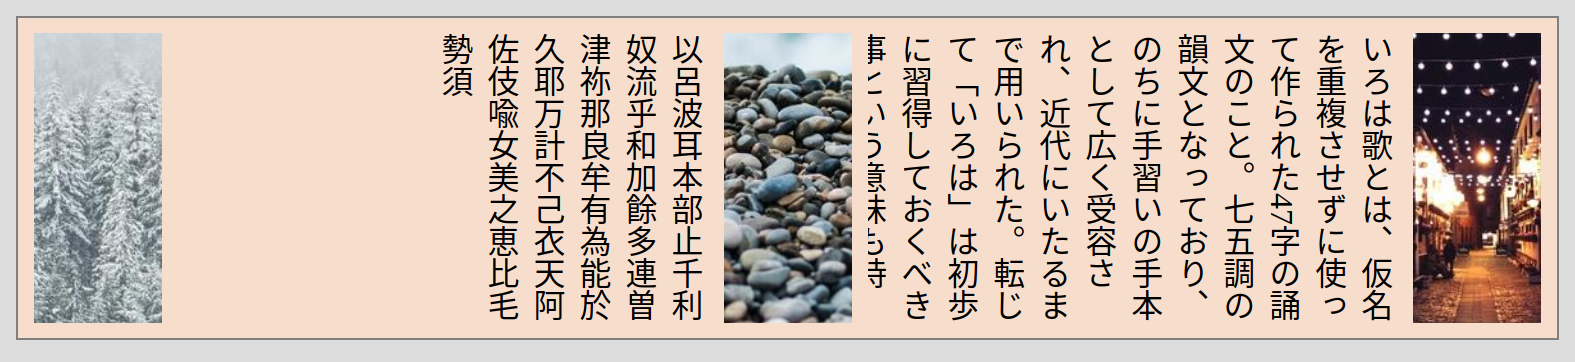 いろは歌とは、仮名
を重複させずに使っ
て作られた47字の誦
文のこと。七五調の
韻文となっており、
のちに手習いの手本
として広く受容さ
れ、近代にいたるま
で用いられた。転じ
て「いろは」は初歩
に習得しておくべき
事という意味も
以呂波耳本部止千利
奴流乎和加餘多連曽
津祢那良牟有為能於
久耶万計不己衣天阿
佐伎喩女美之恵比毛
勢須